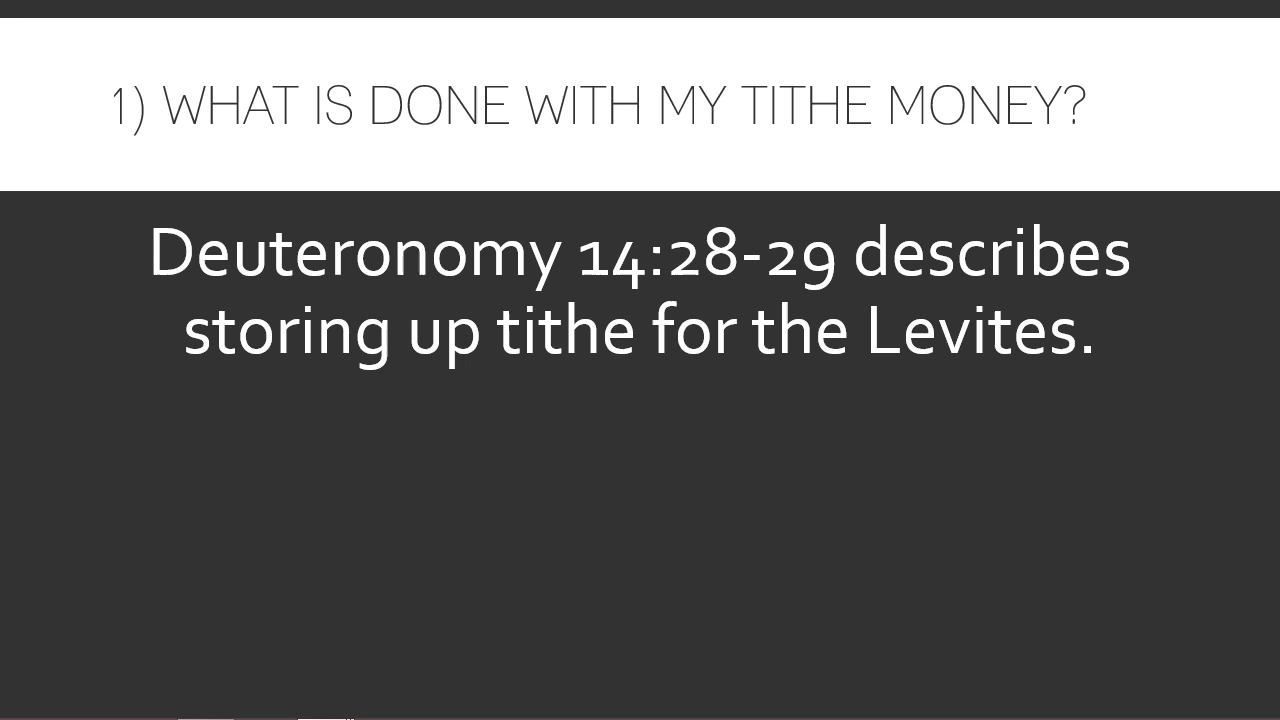 1) WHAT IS DONE WITH MY TITHE MONEY?
Deuteronomy 14:28-29 describes
storing up tithe for the Levites.